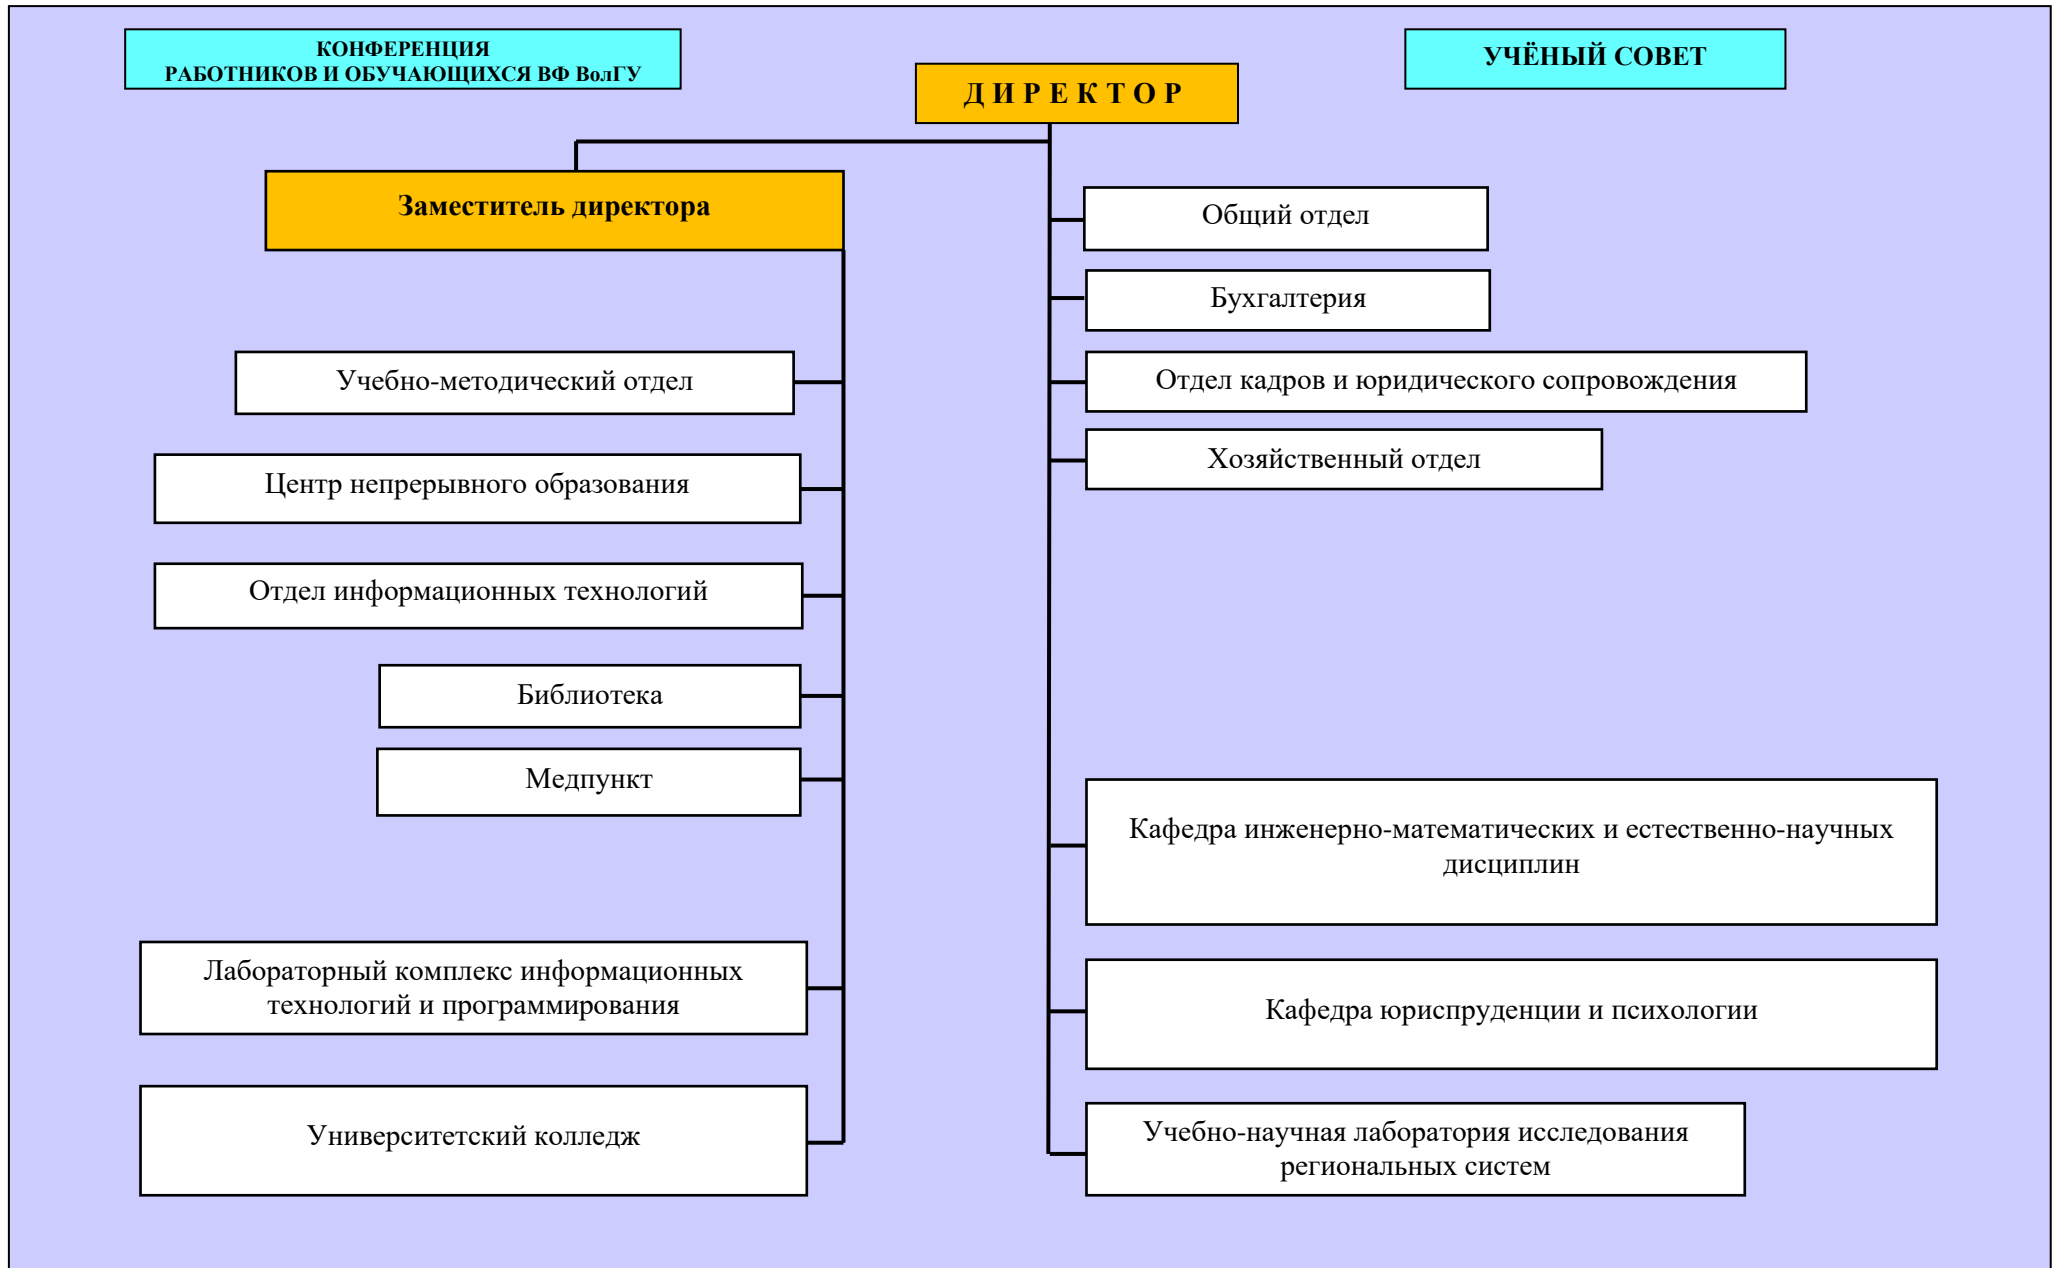 КОНФЕРЕНЦИЯ
РАБОТНИКОВ И ОБУЧАЮЩИХСЯ ВФ ВолГУ
УЧЁНЫЙ СОВЕТ
Д И Р Е К Т О Р
Заместитель директора
Учебно-методический отдел
Центр непрерывного образования
Отдел информационных технологий
Библиотека
Медпункт
Лабораторный комплекс информационных
технологий и программирования
Университетский колледж
Общий отдел
Бухгалтерия
Отдел кадров и юридического сопровождения
Хозяйственный отдел
Кафедра инженерно-математических и естественно-научных
дисциплин
Кафедра юриспруденции и психологии
Учебно-научная лаборатория исследования
региональных систем